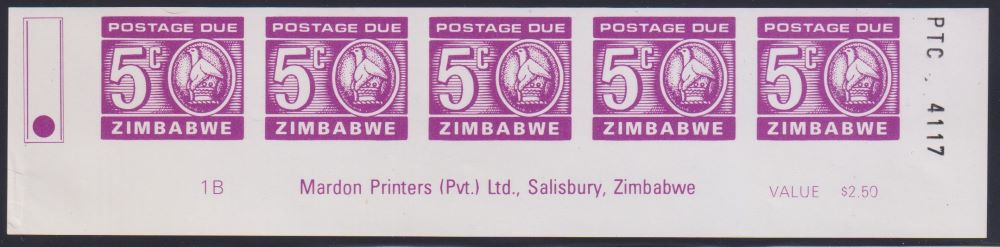 POSTAGE DUE POSTAGE DUE POSTAGE DUE POSTAGE DUE POSTAGE DUE
5c 5c 5c 5c 5c
ZIMBABWE ZIMBABWE ZIMBABWE ZIMBABWE ZIMBABWE
PTC . 4117
1B Mardon Printers (Pvt.) Ltd., Salisbury, Zimbabwe VALUE $2.50